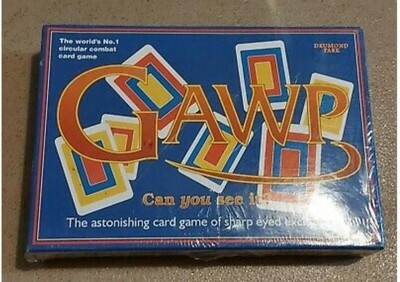 The world's No.1
circular combat
card game
DRUMOND
PARK
GAWP
Can you see it
The astonishing card game of sharp eyed